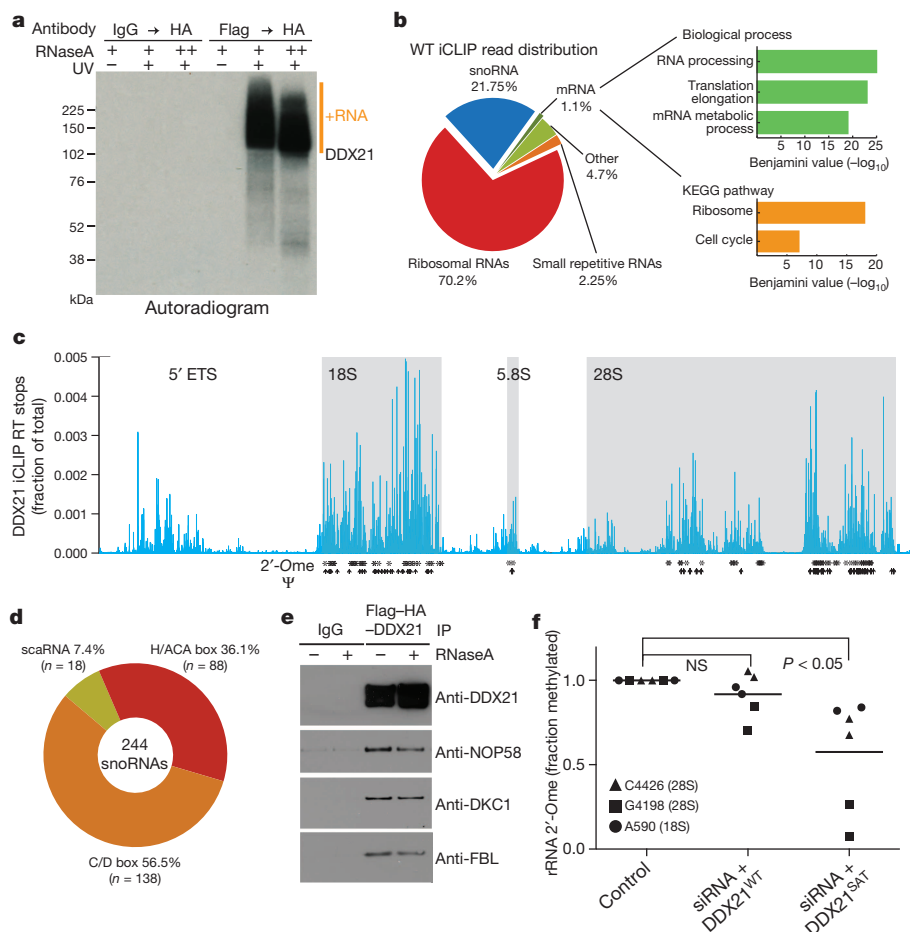 a
Antibody IgG → HA Flag → HA
RNaseA + + ++ + + ++
UV – + + – + +
225
150
102
76
52
38
kDa
+RNA
DDX21
Autoradiogram
b
WT iCLIP read distribution
snoRNA
21.75%
mRNA
1.1%
Other
4.7%
Small repetitive RNAs
2.25%
Ribosomal RNAs
70.2%
Biological process
RNA processing
Translation
elongation
mRNA metabolic
process
5 10 15 20 25
Benjamini value (–log10)
KEGG pathway
Ribosome
Cell cycle
5 10 15 20
Benjamini value (–log10)
c
DDX21 iCLIP RT stops
(fraction of total)
0.005
0.004
0.003
0.002
0.001
0.000
5′ ETS 18S 5.8S 28S
2′-Ome
Ψ
d
scaRNA 7.4%
(n = 18)
H/ACA box 36.1%
(n = 88)
244
snoRNAs
C/D box 56.5%
(n = 138)
e
Flag–HA
IgG –DDX21 IP
– + – + RNaseA
Anti-DDX21
Anti-NOP58
Anti-DKC1
Anti-FBL
f
rRNA 2′-Ome (fraction methylated)
1.0
0.5
0.0
NS
P < 0.05
C4426 (28S)
G4198 (28S)
A590 (18S)
Control
siRNA +
DDX21WT
siRNA +
DDX21SAT